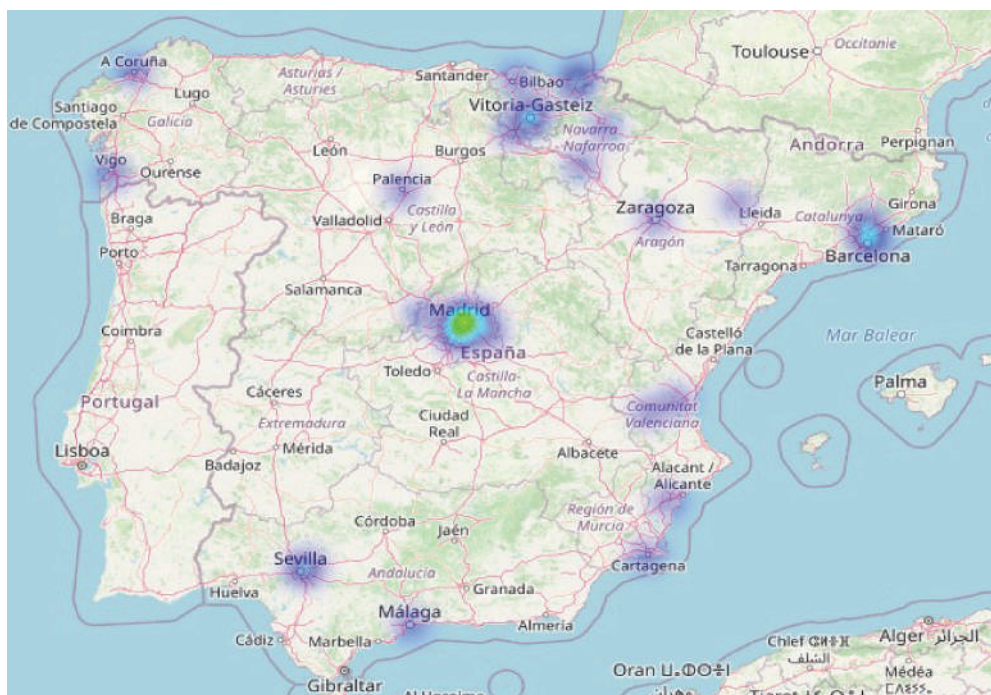 Toulouse
Occitanie
A Coruña
Santander
Bilbao
Asturias /
Asturies
Lugo
Vitoria-Gasteiz
Santiago
de Compostela
Galicia
Navarra
Nafarroa
Andorra
Perpignan
León
Burgos
Vigo
Ourense
Palencia
Girona
Braga
Valladolid
Castilla
y León
Zaragoza
Lleida
Catalunya
Mataró
Aragón
Barcelona
Porto
Tarragona
Salamanca
Madrid
Coimbra
España
Castelló
de la Plana
Mar Balear
Toledo
Castilla-
La Mancha
Palma
Portugal
Cáceres
Extremadura
Ciudad
Real
Comunitat
Valenciana
Lisboa
Mérida
Albacete
Badajoz
Alacant /
Alicante
Región de
Murcia
Córdoba
Jaén
Sevilla
Andalucía
Cartagena
Huelva
Granada
Málaga
Almería
Cádiz
Marbella
Chlef ⵛⵍⴻⴼ
الشلف
Alger الجزائر
Médéa
Oran ⵡⴰⵀⵔⴰⵏ
Gibraltar